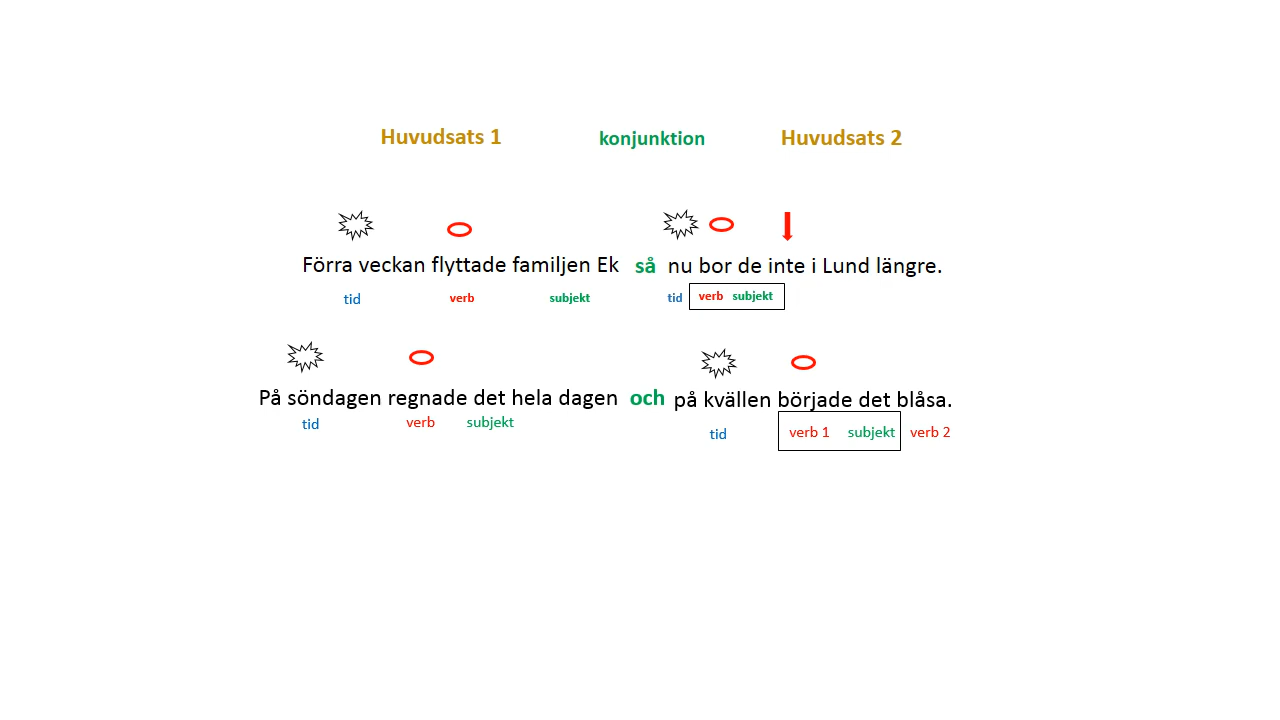 Huvudsats 1 konjunktion Huvudsats 2
Förra veckan flyttade familjen Ek så nu bor de inte i Lund längre.
tid verb subjekt tid verb subjekt
På söndagen regnade det hela dagen och på kvällen började det blåsa.
tid verb subjekt tid verb 1 subjekt verb 2